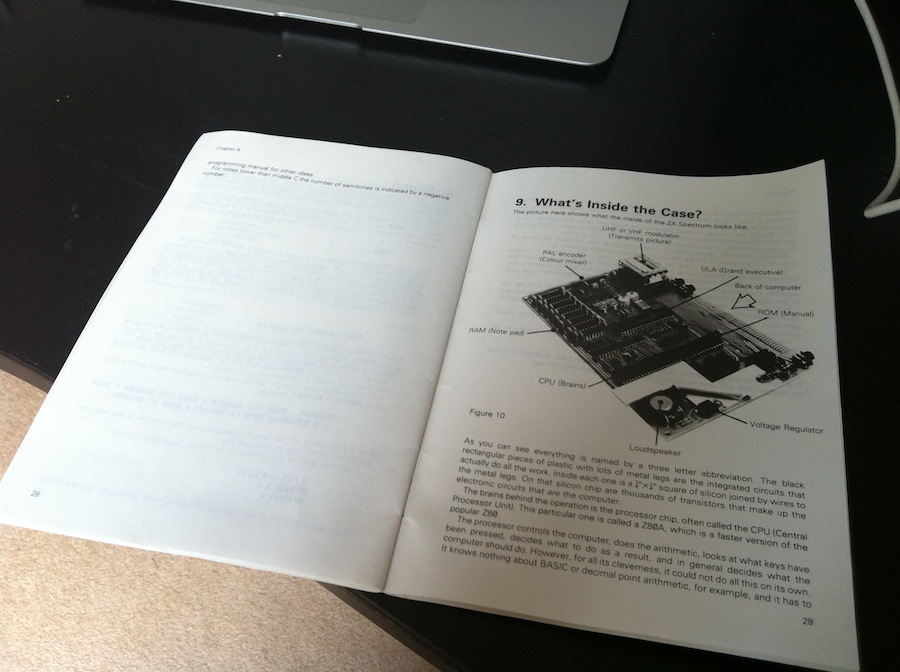 Chapter 8
programming manual for other ideas.
For notes lower than middle C the number of semitones is indicated by a negative
number.
28
9. What's Inside the Case?
The picture here shows what the inside of the ZX Spectrum looks like.
UHF or VHF modulator
(Transmits picture)
PAL encoder
(Colour mixer)
ULA (Grand executive)
Back of computer
ROM (Manual)
RAM (Note pad)
CPU (Brains)
Voltage Regulator
Loudspeaker
Figure 10
As you can see everything is named by a three letter abbreviation. The black
rectangular pieces of plastic with lots of metal legs are the integrated circuits that
actually do all the work. Inside each one is a ¼"×¼" square of silicon joined by wires to
the metal legs. On that silicon chip are thousands of transistors that make up the
electronic circuits that are the computer.
The brains behind the operation is the processor chip, often called the CPU (Central
Processor Unit). This particular one is called a Z80A, which is a faster version of the
popular Z80.
The processor controls the computer, does the arithmetic, looks at what keys have
been pressed, decides what to do as a result, and in general decides what the
computer should do. However, for all its cleverness, it could not do all this on its own.
It knows nothing about BASIC or decimal point arithmetic, for example, and it has to
29